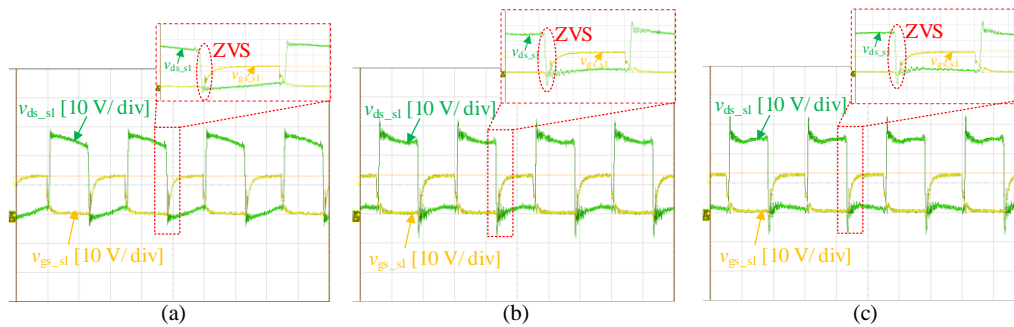 ZVS
vds_s1
vgs_s1
vds_s1 [10 V/ div]
vgs_s1 [10 V/ div]
(a)
ZVS
vds_s
vgs_s1
vds_s1 [10 V/ div]
vgs_s1 [10 V/ div]
(b)
ZVS
vds_s1
vgs_s1
vds_s1 [10 V/ div]
vgs_s1 [10 V/ div]
(c)